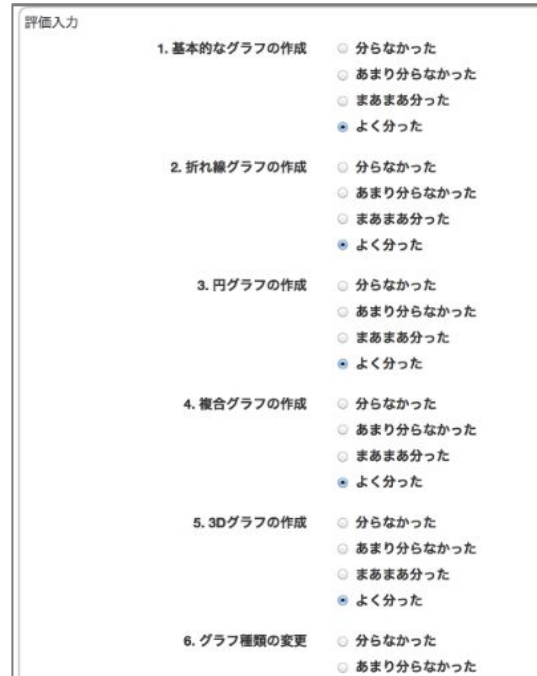 評価入力
1. 基本的なグラフの作成 分らなかった
あまり分らなかった
まあまあ分った
よく分った
2. 折れ線グラフの作成 分らなかった
あまり分らなかった
まあまあ分った
よく分った
3. 円グラフの作成 分らなかった
あまり分らなかった
まあまあ分った
よく分った
4. 複合グラフの作成 分らなかった
あまり分らなかった
まあまあ分った
よく分った
5. 3Dグラフの作成 分らなかった
あまり分らなかった
まあまあ分った
よく分った
6. グラフ種類の変更 分らなかった
あまり分らなかった